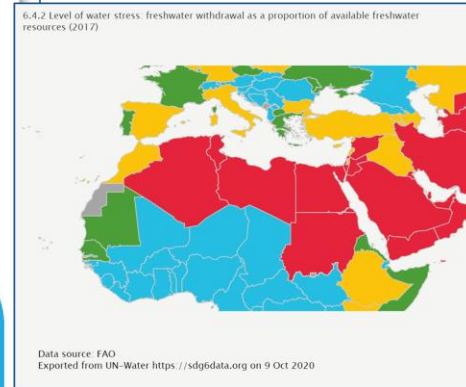 6.4.2 Level of water stress: freshwater withdrawal as a proportion of available freshwater
resources (2017)
Data source: FAO
Exported from UN-Water https://sdg6data.org on 9 Oct 2020